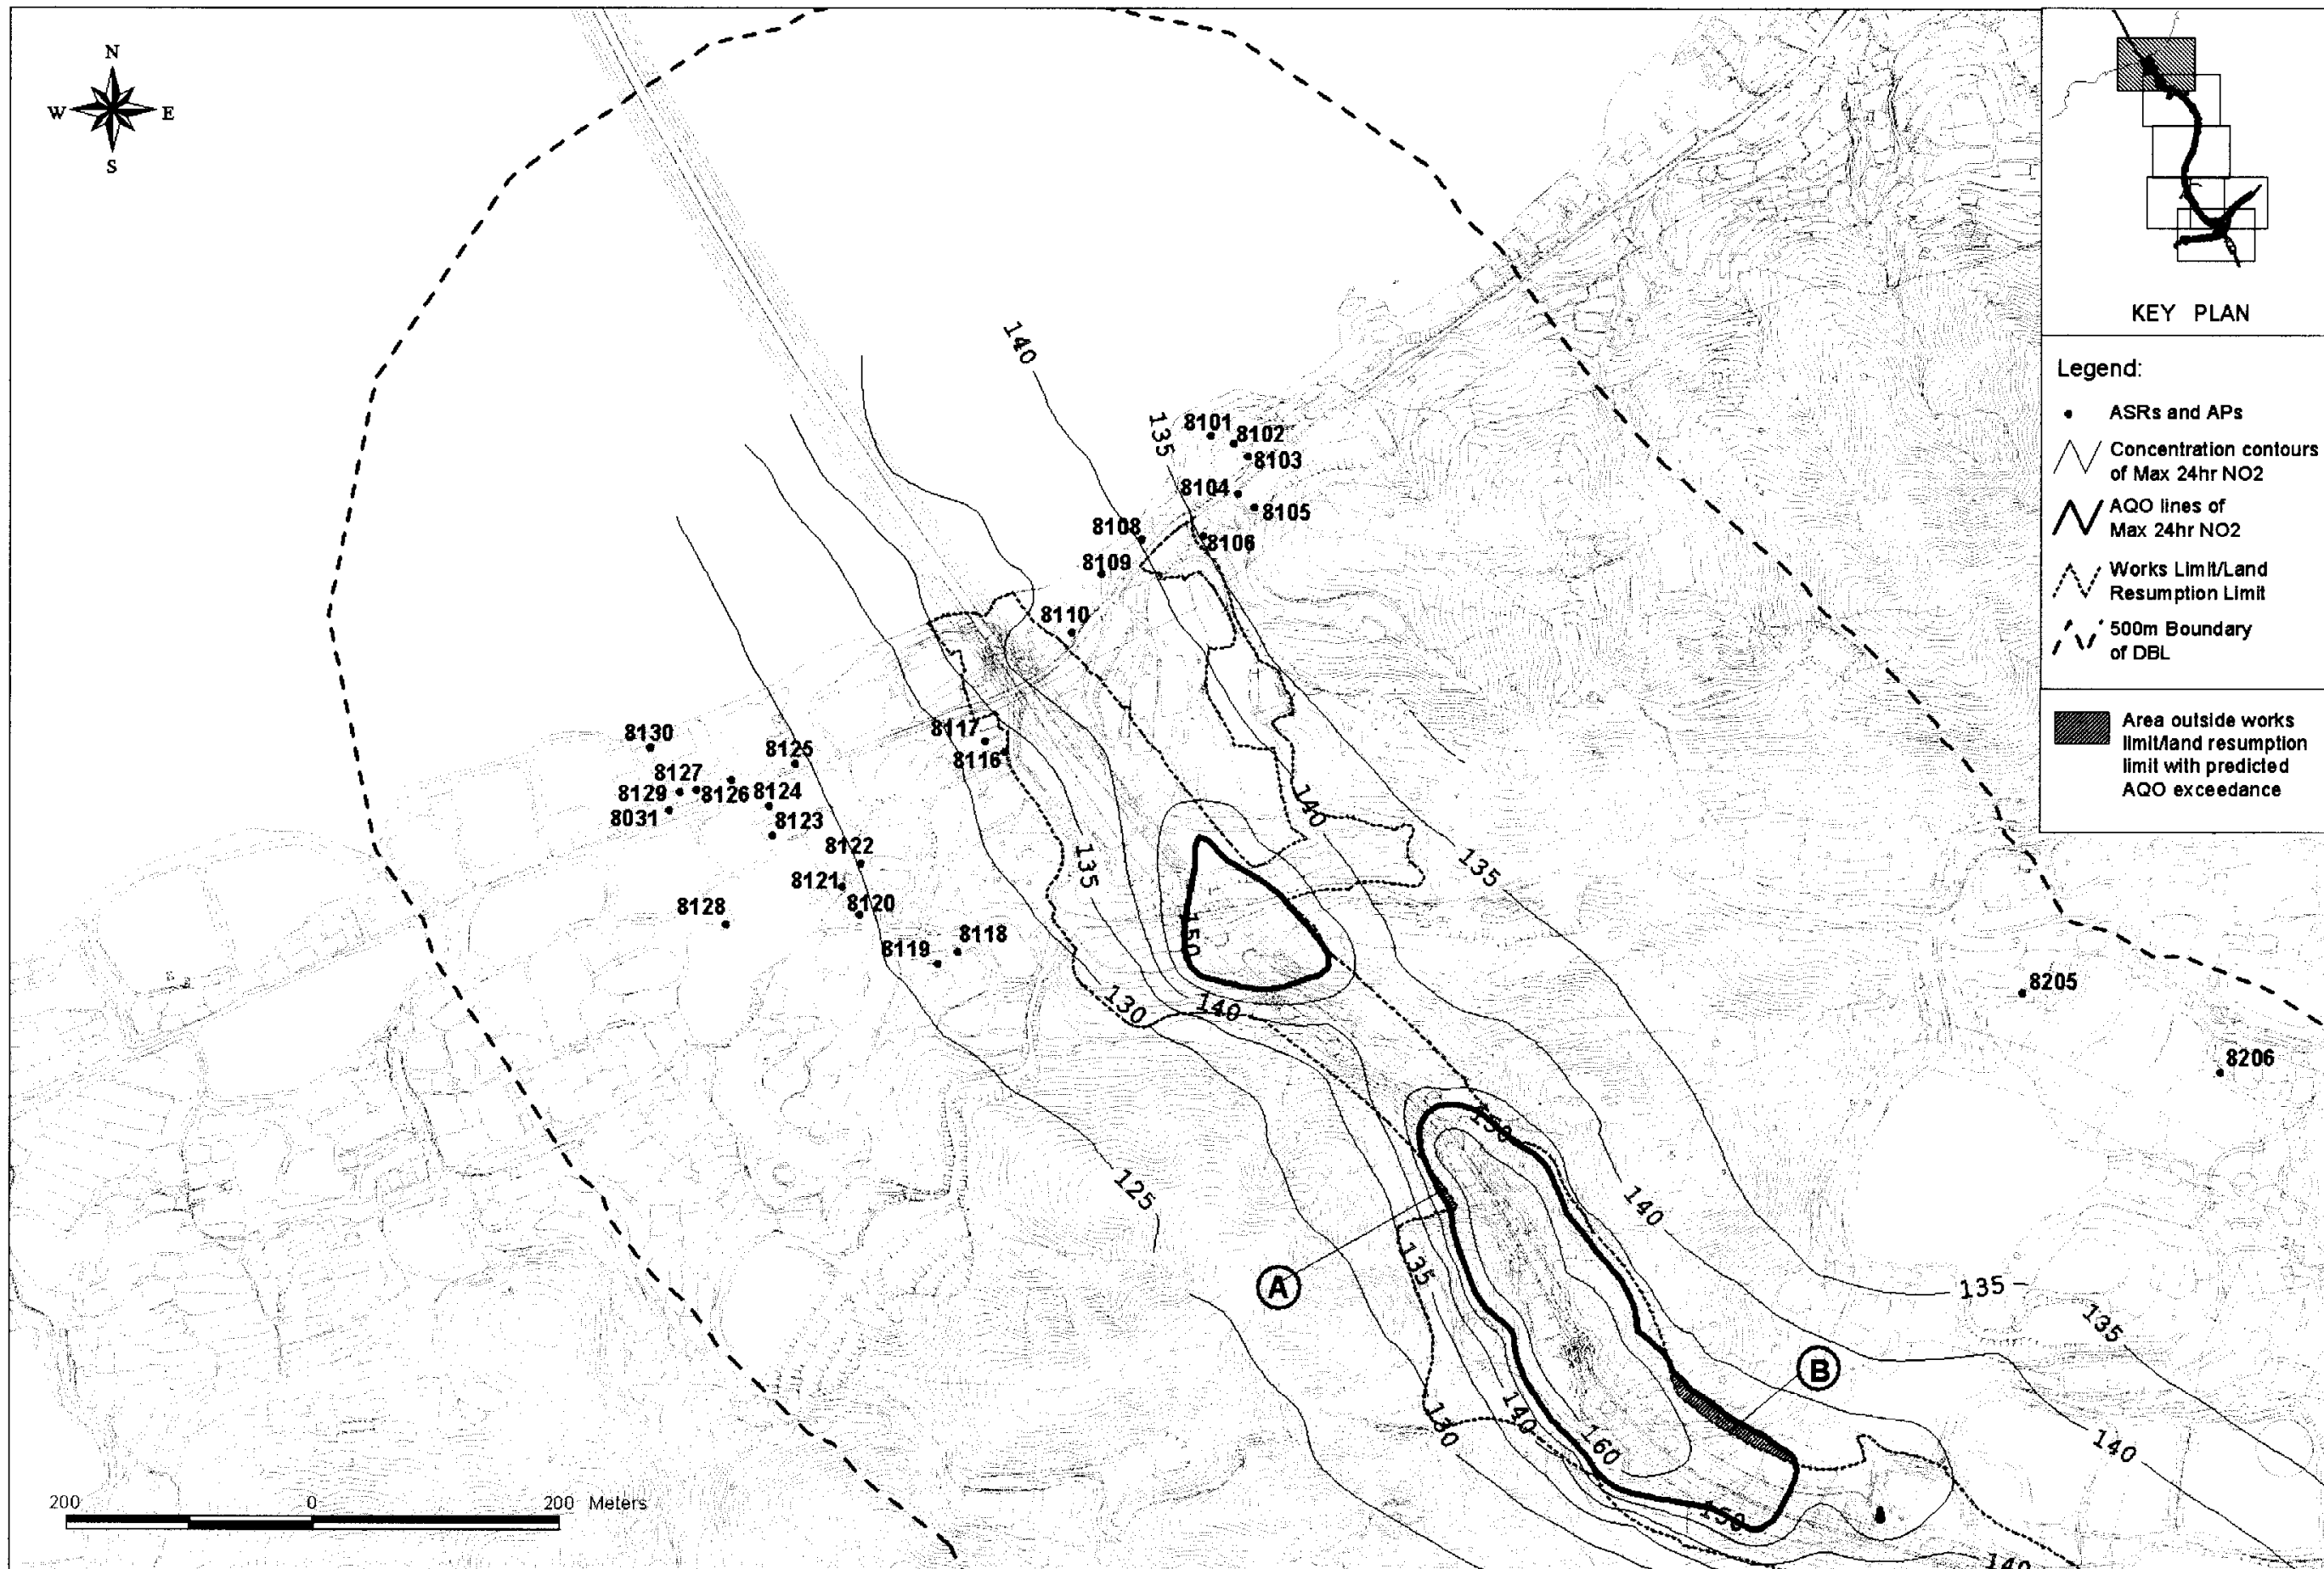 N
W E
S
KEY PLAN
Legend:
ASRs and APs
Concentration contours
of Max 24hr NO2
AQO lines of
Max 24hr NO2
Works Limit/Land
Resumption Limit
500m Boundary
of DBL
Area outside works
limit/land resumption
limit with predicted
AQO exceedance
140
135
8101
8102
8103
8104
8105
8106
8108
8109
8110
8117
8116
8130
8125
8127
8129
8126
8124
8031
8123
8122
8121
8120
8128
8119
8118
135
140
135
150
130
140
8205
8206
150
125
140
135
A
135
135
B
140
130
160
140
150
140
200 0 200 Meters